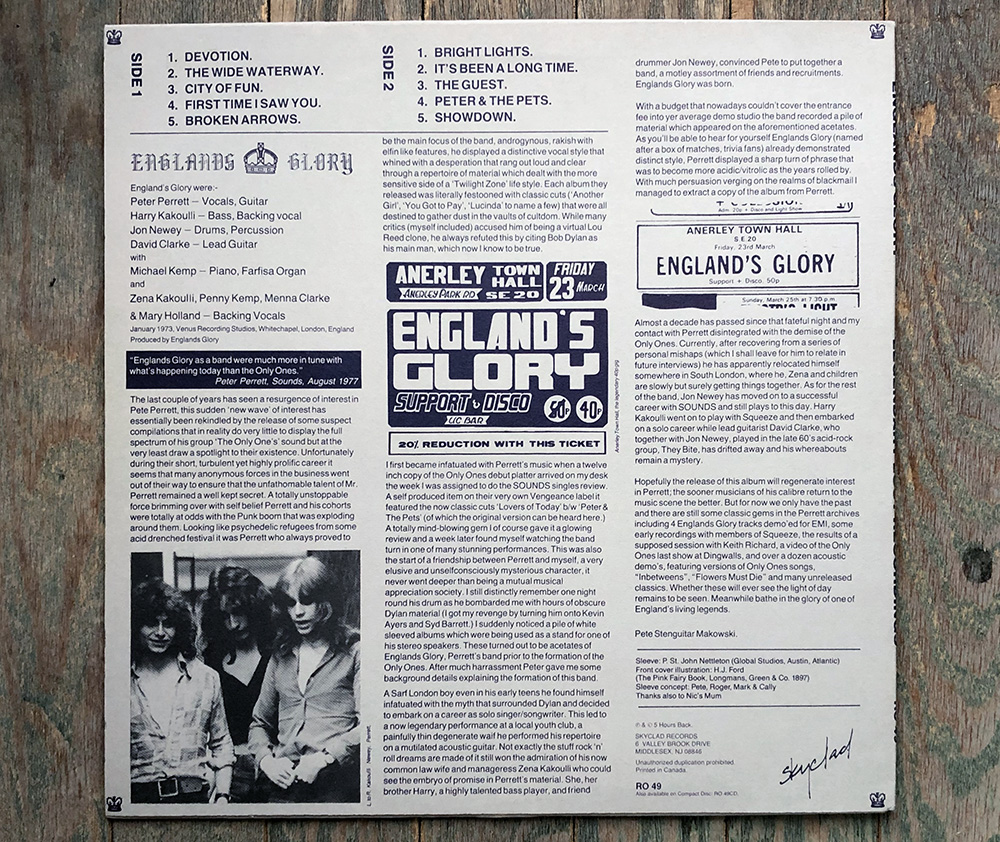 SIDE 1
1. DEVOTION.
2. THE WIDE WATERWAY.
3. CITY OF FUN.
4. FIRST TIME I SAW YOU.
5. BROKEN ARROWS.
SIDE 2
1. BRIGHT LIGHTS.
2. IT'S BEEN A LONG TIME.
3. THE GUEST.
4. PETER & THE PETS.
5. SHOWDOWN.
ENGLANDS GLORY
England's Glory were:-
Peter Perrett – Vocals, Guitar
Harry Kakoulli – Bass, Backing vocal
Jon Newey – Drums, Percussion
David Clarke – Lead Guitar
with
Michael Kemp – Piano, Farfisa Organ
and
Zena Kakoulli, Penny Kemp, Menna Clarke
& Mary Holland – Backing Vocals
January 1973, Venus Recording Studios, Whitechapel, London, England
Produced by Englands Glory
"Englands Glory as a band were much more in tune with
what's happening today than the Only Ones."
Peter Perrett, Sounds, August 1977
The last couple of years has seen a resurgence of interest in
Pete Perrett, this sudden 'new wave' of interest has
essentially been rekindled by the release of some suspect
compilations that in reality do very little to display the full
spectrum of his group 'The Only One's' sound but at the
very least draw a spotlight to their existence. Unfortunately
during their short, turbulent yet highly prolific career it
seems that many anonymous forces in the business went
out of their way to ensure that the unfathomable talent of Mr.
Perrett remained a well kept secret. A totally unstoppable
force brimming over with self belief Perrett and his cohorts
were totally at odds with the Punk boom that was exploding
around them. Looking like psychedelic refugees from some
acid drenched festival it was Perrett who always proved to
L. to R. Kakoulli. Newey. Perrett.
be the main focus of the band, androgynous, rakish with
elfin like features, he displayed a distinctive vocal style that
whined with a desperation that rang out loud and clear
through a repertoire of material which dealt with the more
sensitive side of a 'Twilight Zone' life style. Each album they
released was literally festooned with classic cuts ('Another
Girl', 'You Got to Pay', 'Lucinda' to name a few) that were all
destined to gather dust in the vaults of cultdom. While many
critics (myself included) accused him of being a virtual Lou
Reed clone, he always refuted this by citing Bob Dylan as
his main man, which now I know to be true.
ANERLEY TOWN HALL
ANERLEY PARK RD SE 20
FRIDAY 23 MARCH
ENGLAND'S
GLORY
SUPPORT & DISCO
LIC BAR
50p 40p
20% REDUCTION WITH THIS TICKET
Anerley Town Hall, the legendary 40p gig
I first became infatuated with Perrett's music when a twelve
inch copy of the Only Ones debut platter arrived on my desk
the week I was assigned to do the SOUNDS singles review.
A self produced item on their very own Vengeance label it
featured the now classic cuts 'Lovers of Today' b/w 'Peter &
The Pets' (of which the original version can be heard here.)
A totally mind-blowing gem I of course gave it a glowing
review and a week later found myself watching the band
turn in one of many stunning performances. This was also
the start of a friendship between Perrett and myself, a very
elusive and unselfconsciously mysterious character, it
never went deeper than being a mutual musical
appreciation society. I still distinctly remember one night
round his drum as he bombarded me with hours of obscure
Dylan material (I got my revenge by turning him onto Kevin
Ayers and Syd Barrett.) I suddenly noticed a pile of white
sleeved albums which were being used as a stand for one of
his stereo speakers. These turned out to be acetates of
Englands Glory, Perrett's band prior to the formation of the
Only Ones. After much harrassment Peter gave me some
background details explaining the formation of this band.
A Sarf London boy even in his early teens he found himself
infatuated with the myth that surrounded Dylan and decided
to embark on a career as solo singer/songwriter. This led to
a now legendary performance at a local youth club, a
painfully thin degenerate waif he performed his repertoire
on a mutilated acoustic guitar. Not exactly the stuff rock 'n'
roll dreams are made of it still won the admiration of his now
common law wife and manageress Zena Kakoulli who could
see the embryo of promise in Perrett's material. She, her
brother Harry, a highly talented bass player, and friend
drummer Jon Newey, convinced Pete to put together a
band, a motley assortment of friends and recruitments.
Englands Glory was born.
With a budget that nowadays couldn't cover the entrance
fee into yer average demo studio the band recorded a pile of
material which appeared on the aforementioned acetates.
As you'll be able to hear for yourself Englands Glory (named
after a box of matches, trivia fans) already demonstrated
distinct style, Perrett displayed a sharp turn of phrase that
was to become more acidic/vitrolic as the years rolled by.
With much persuasion verging on the realms of blackmail I
managed to extract a copy of the album from Perrett.
Adm. 20p + Disco and Light Show
ANERLEY TOWN HALL
S E 20
Friday, 23rd March
ENGLAND'S GLORY
Support + Disco. 50p
Sunday, March 25th at 7.30 p.m.
Almost a decade has passed since that fateful night and my
contact with Perrett disintegrated with the demise of the
Only Ones. Currently, after recovering from a series of
personal mishaps (which I shall leave for him to relate in
future interviews) he has apparently relocated himself
somewhere in South London, where he, Zena and children
are slowly but surely getting things together. As for the rest
of the band, Jon Newey has moved on to a successful
career with SOUNDS and still plays to this day. Harry
Kakoulli went on to play with Squeeze and then embarked
on a solo career while lead guitarist David Clarke, who
together with Jon Newey, played in the late 60's acid-rock
group, They Bite, has drifted away and his whereabouts
remain a mystery.
Hopefully the release of this album will regenerate interest
in Perrett; the sooner musicians of his calibre return to the
music scene the better. But for now we only have the past
and there are still some classic gems in the Perrett archives
including 4 Englands Glory tracks demo'ed for EMI, some
early recordings with members of Squeeze, the results of a
supposed session with Keith Richard, a video of the Only
Ones last show at Dingwalls, and over a dozen acoustic
demo's, featuring versions of Only Ones songs,
"Inbetweens", "Flowers Must Die" and many unreleased
classics. Whether these will ever see the light of day
remains to be seen. Meanwhile bathe in the glory of one of
England's living legends.
Pete Stenguitar Makowski.
Sleeve: P. St. John Nettleton (Global Studios, Austin, Atlantic)
Front cover illustration: H.J. Ford
(The Pink Fairy Book, Longmans, Green & Co. 1897)
Sleeve concept: Pete, Roger, Mark & Cally
Thanks also to Nic's Mum
℗ & © 5 Hours Back.
SKYCLAD RECORDS
6 VALLEY BROOK DRIVE
MIDDLESEX, NJ 08846
Unauthorized duplication prohibited.
Printed in Canada.
RO 49
Also available on Compact Disc: RO 49CD.
skyclad